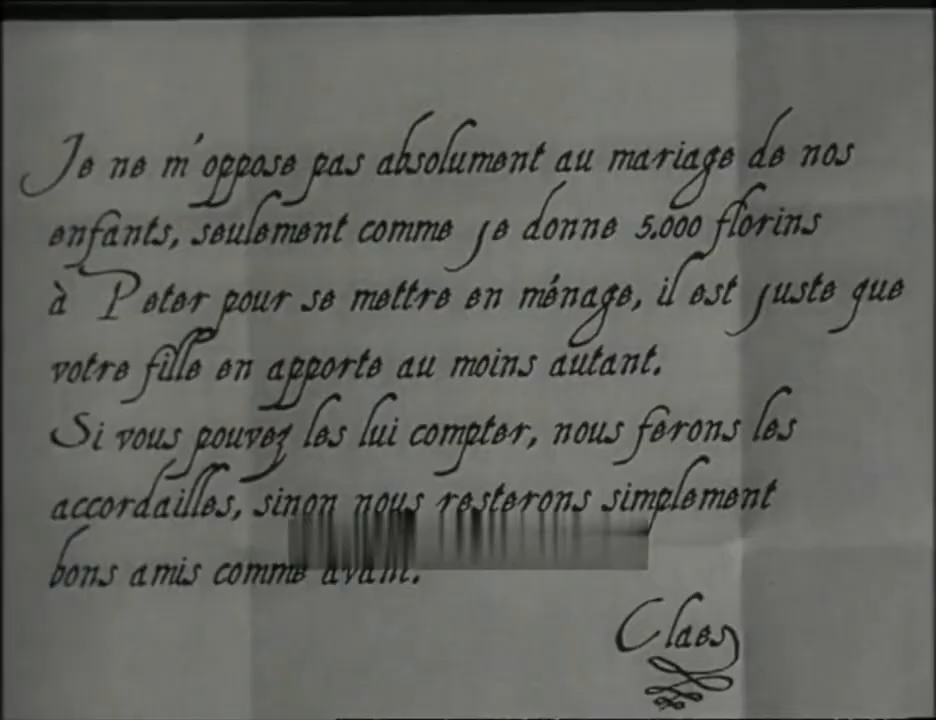 Je ne m'oppose pas absolument au mariage de nos
enfants, seulement comme je donne 5.000 florins
à Peter pour se mettre en ménage, il est juste que
votre fille en apporte au moins autant.
Si vous pouvez les lui compter, nous ferons les
accordailles, sinon nous resterons simplement
bons amis comme avant.
Claes